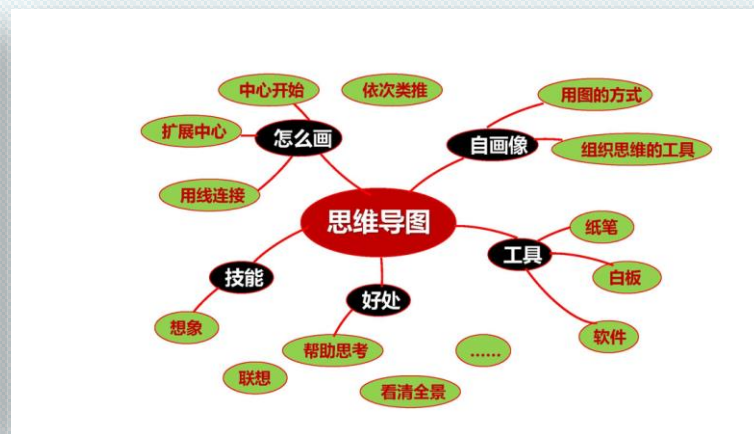 中心开始
依次类推
用图的方式
扩展中心
怎么画
自画像
组织思维的工具
用线连接
思维导图
纸笔
工具
技能
白板
好处
想象
帮助思考
……
软件
联想
看清全景